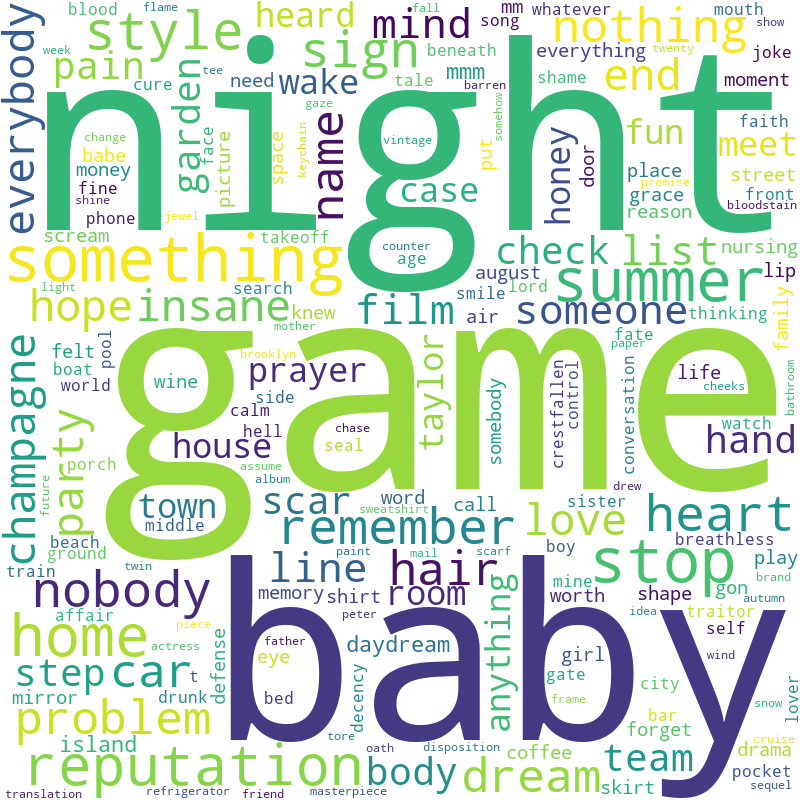 blood flame heard mind mm song fall whatever mouth show
everybody week style sign mmm beneath everything twenty nothing joke
pain tee cure need wake tale barren shame end moment
night
garden face picture space keychain gaze vintage put somehow honey door fun meet faith
change babe money fine shine phone jewel name case place promise street grace front reason bloodstain
scream takeoff counter age check list nursing
something search august lord summer lip
light hope insane knew film smile air someone thinking family
mother fate paper
game
champagne felt pool boat world brooklyn wine prayer taylor somebody crestfallen control conversation life cheeks bathroom
party porch side calm hell chase seal house watch hand
future assume album drew
town middle scar sweatshirt word call sister love heart
beach ground train twin line remember paint mail scarf boy breathless play
nobody affair memory shirt hair room mine worth stop shape gon brand
baby
home piece actress peter idea autumn traitor self
step car t defense father eye daydream decency anything girl gate wind
mirror drunk bed frame city snow lover
problem island tore oath disposition coffee bar forget drama cruise
reputation body dream team skirt pocket sequel
translation refrigerator friend masterpiece